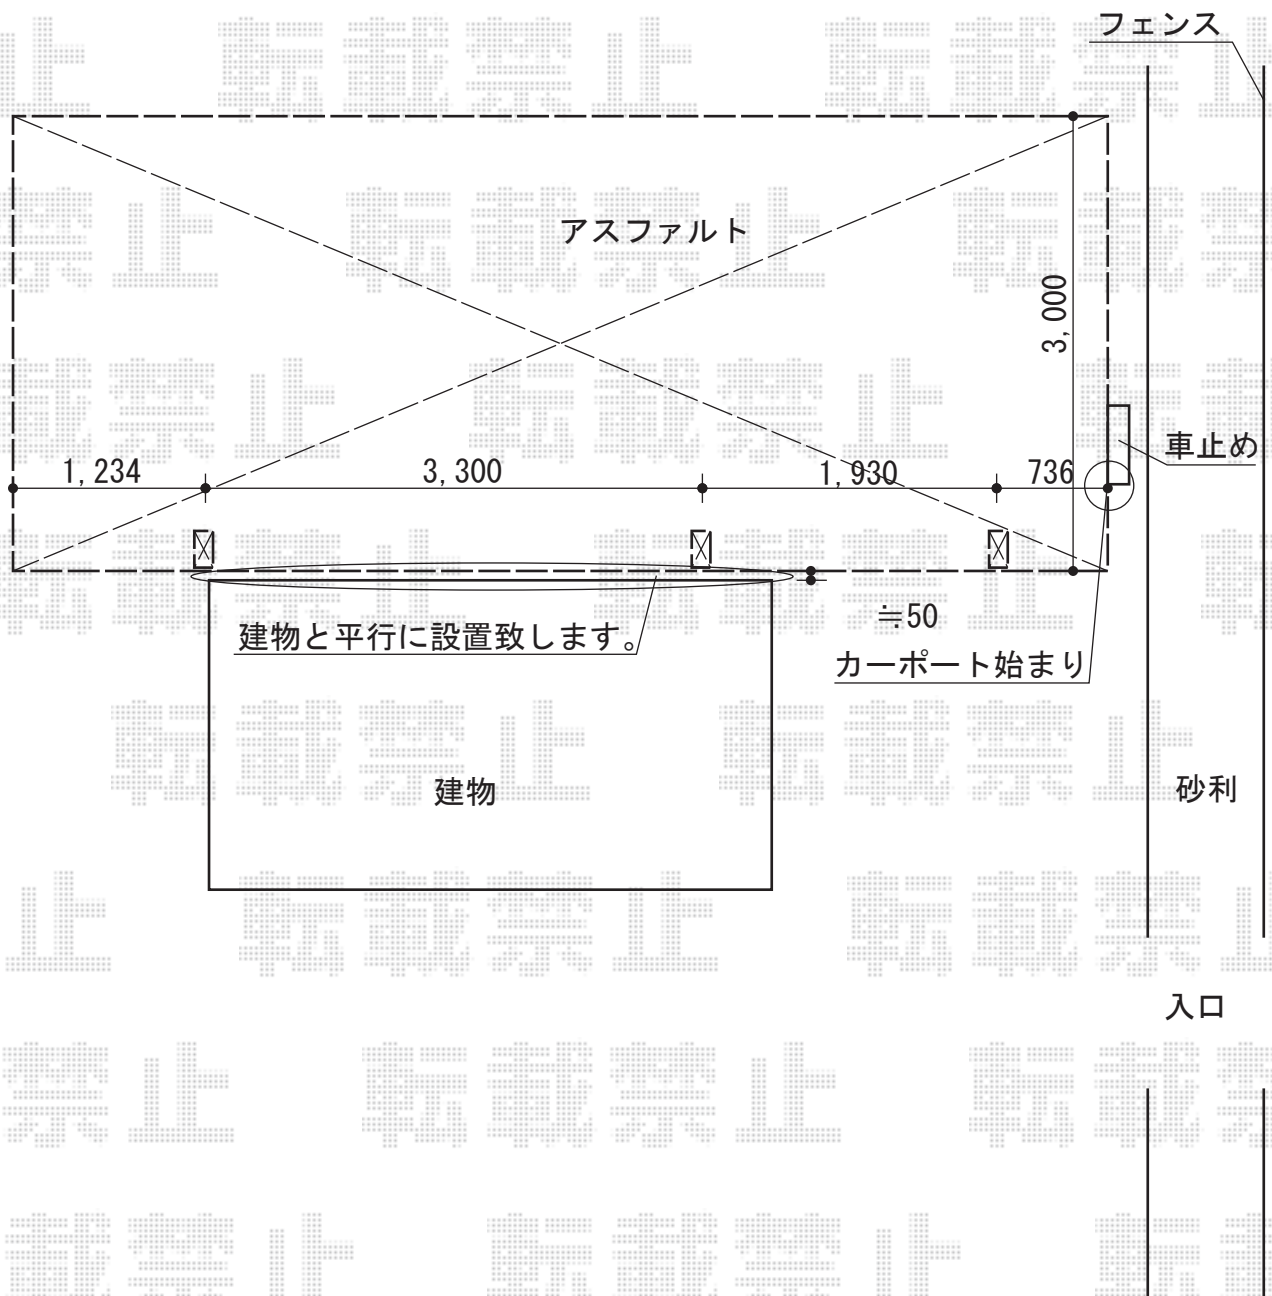 フェンス
アスファルト
3,000
車止め
1,234
3,300
1,930
736
≒50
建物と平行に設置致します。
カーポート始まり
建物
砂利
入口
転載禁止